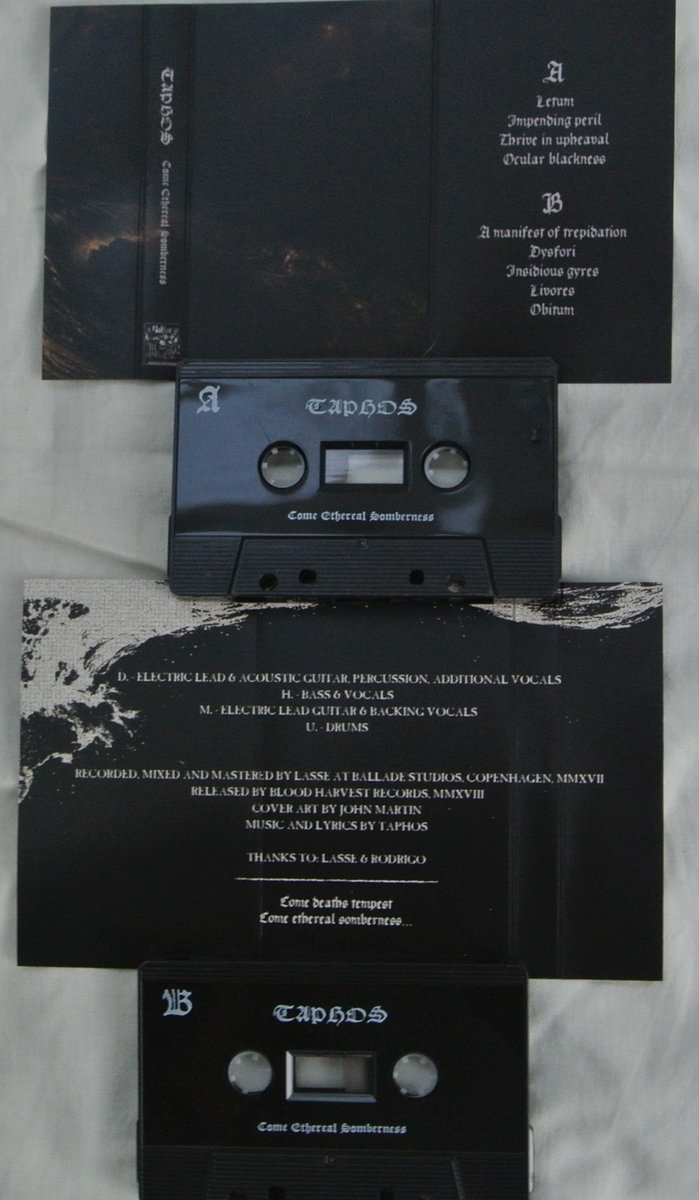 TAPHOS Come Ethereal Somberness
A
Letum
Impending peril
Thrive in upheaval
Ocular blackness
B
A manifest of trepidation
Dysfori
Insidious gyres
Livores
Obitum
A
TAPHOS
Come Ethereal Somberness
D. - ELECTRIC LEAD & ACOUSTIC GUITAR, PERCUSSION, ADDITIONAL VOCALS
H. - BASS & VOCALS
M. - ELECTRIC LEAD GUITAR & BACKING VOCALS
U. - DRUMS
RECORDED, MIXED AND MASTERED BY LASSE AT BALLADE STUDIOS, COPENHAGEN, MMXVII
RELEASED BY BLOOD HARVEST RECORDS, MMXVIII
COVER ART BY JOHN MARTIN
MUSIC AND LYRICS BY TAPHOS
THANKS TO: LASSE & RODRIGO
Come deaths tempest
Come ethereal somberness...
B
TAPHOS
Come Ethereal Somberness